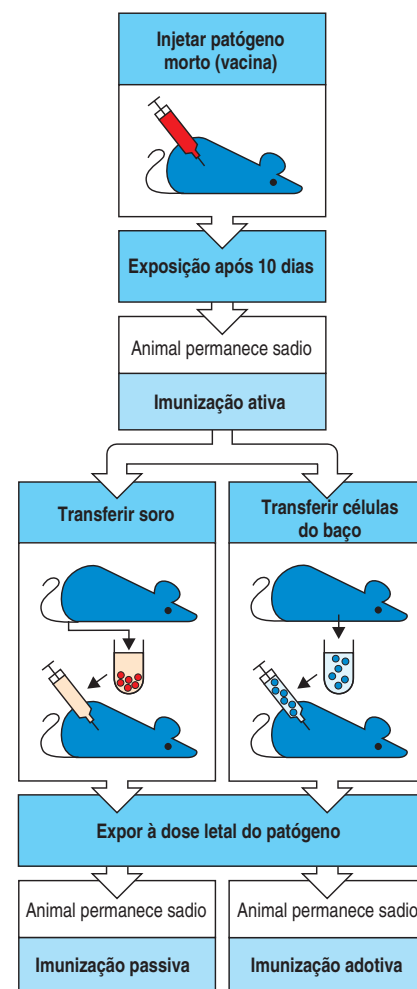 Injetar patógeno
morto (vacina)
Exposição após 10 dias
Animal permanece sadio
Imunização ativa
Transferir soro
Transferir células
do baço
Expor à dose letal do patógeno
Animal permanece sadio
Imunização passiva
Animal permanece sadio
Imunização adotiva